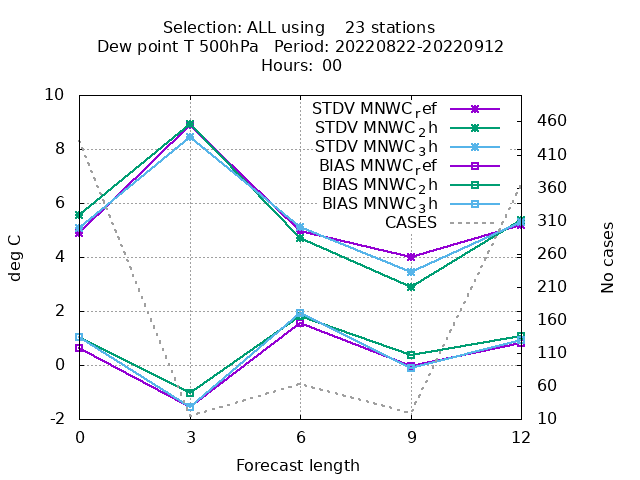 Selection: ALL using    23 stations
Dew point T 500hPa   Period: 20220822-20220912
Hours: 00
STDV MNWC_ref
STDV MNWC_2h
STDV MNWC_3h
BIAS MNWC_ref
BIAS MNWC_2h
BIAS MNWC_3h
CASES
deg C
10
8
6
4
2
0
-2
460
410
360
310
260
210
160
110
60
10
No cases
0 3 6 9 12
Forecast length